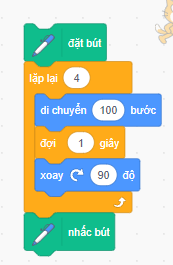 đặt bút
lặp lại 4
di chuyển 100 bước
đợi 1 giây
xoay 90 độ
nhấc bút